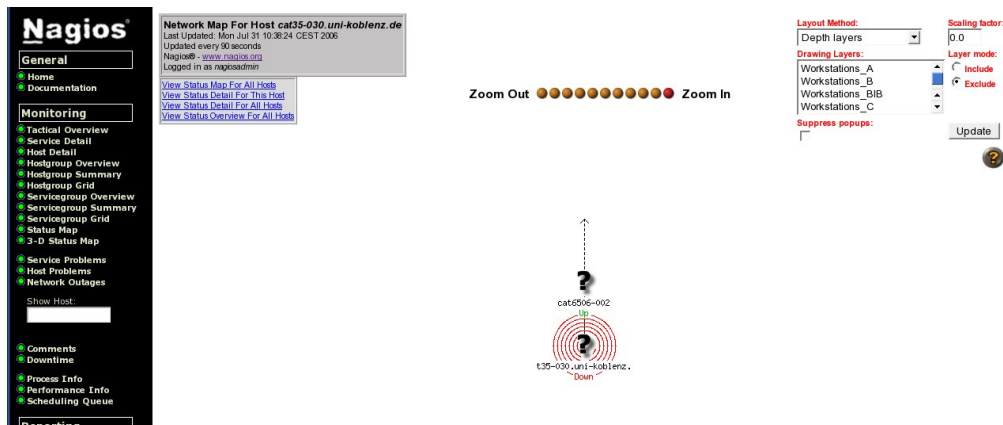 Nagios®
General
Home
Documentation
Monitoring
Tactical Overview
Service Detail
Host Detail
Hostgroup Overview
Hostgroup Summary
Hostgroup Grid
Servicegroup Overview
Servicegroup Summary
Servicegroup Grid
Status Map
3-D Status Map
Service Problems
Host Problems
Network Outages
Show Host:
Comments
Downtime
Process Info
Performance Info
Scheduling Queue
Reporting
Network Map For Host cat35-030.uni-koblenz.de
Last Updated: Mon Jul 31 10:38:24 CEST 2006
Updated every 90 seconds
Nagios® - www.nagios.org
Logged in as nagiosadmin
View Status Map For All Hosts
View Status Detail For This Host
View Status Detail For All Hosts
View Status Overview For All Hosts
Zoom Out Zoom In
Layout Method:
Depth layers
Scaling factor:
0.0
Drawing Layers:
Workstations_A
Workstations_B
Workstations_BIB
Workstations_C
Layer mode:
Include
Exclude
Suppress popups:
Update
?
?
cat6506-002
Up
?
t35-030.uni-koblenz.
Down